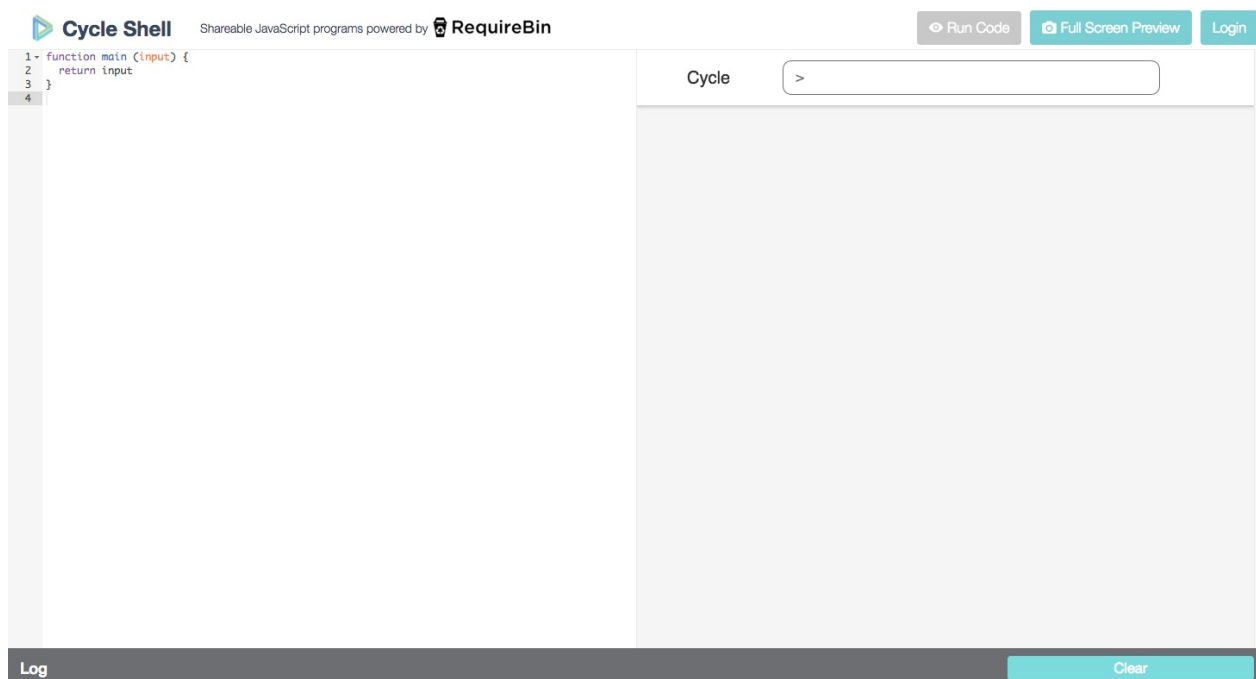 Cycle Shell Shareable JavaScript programs powered by RequireBin Run Code Full Screen Preview Login
1 function main (input) {
2 return input
3 }
4
Cycle >
Log Clear